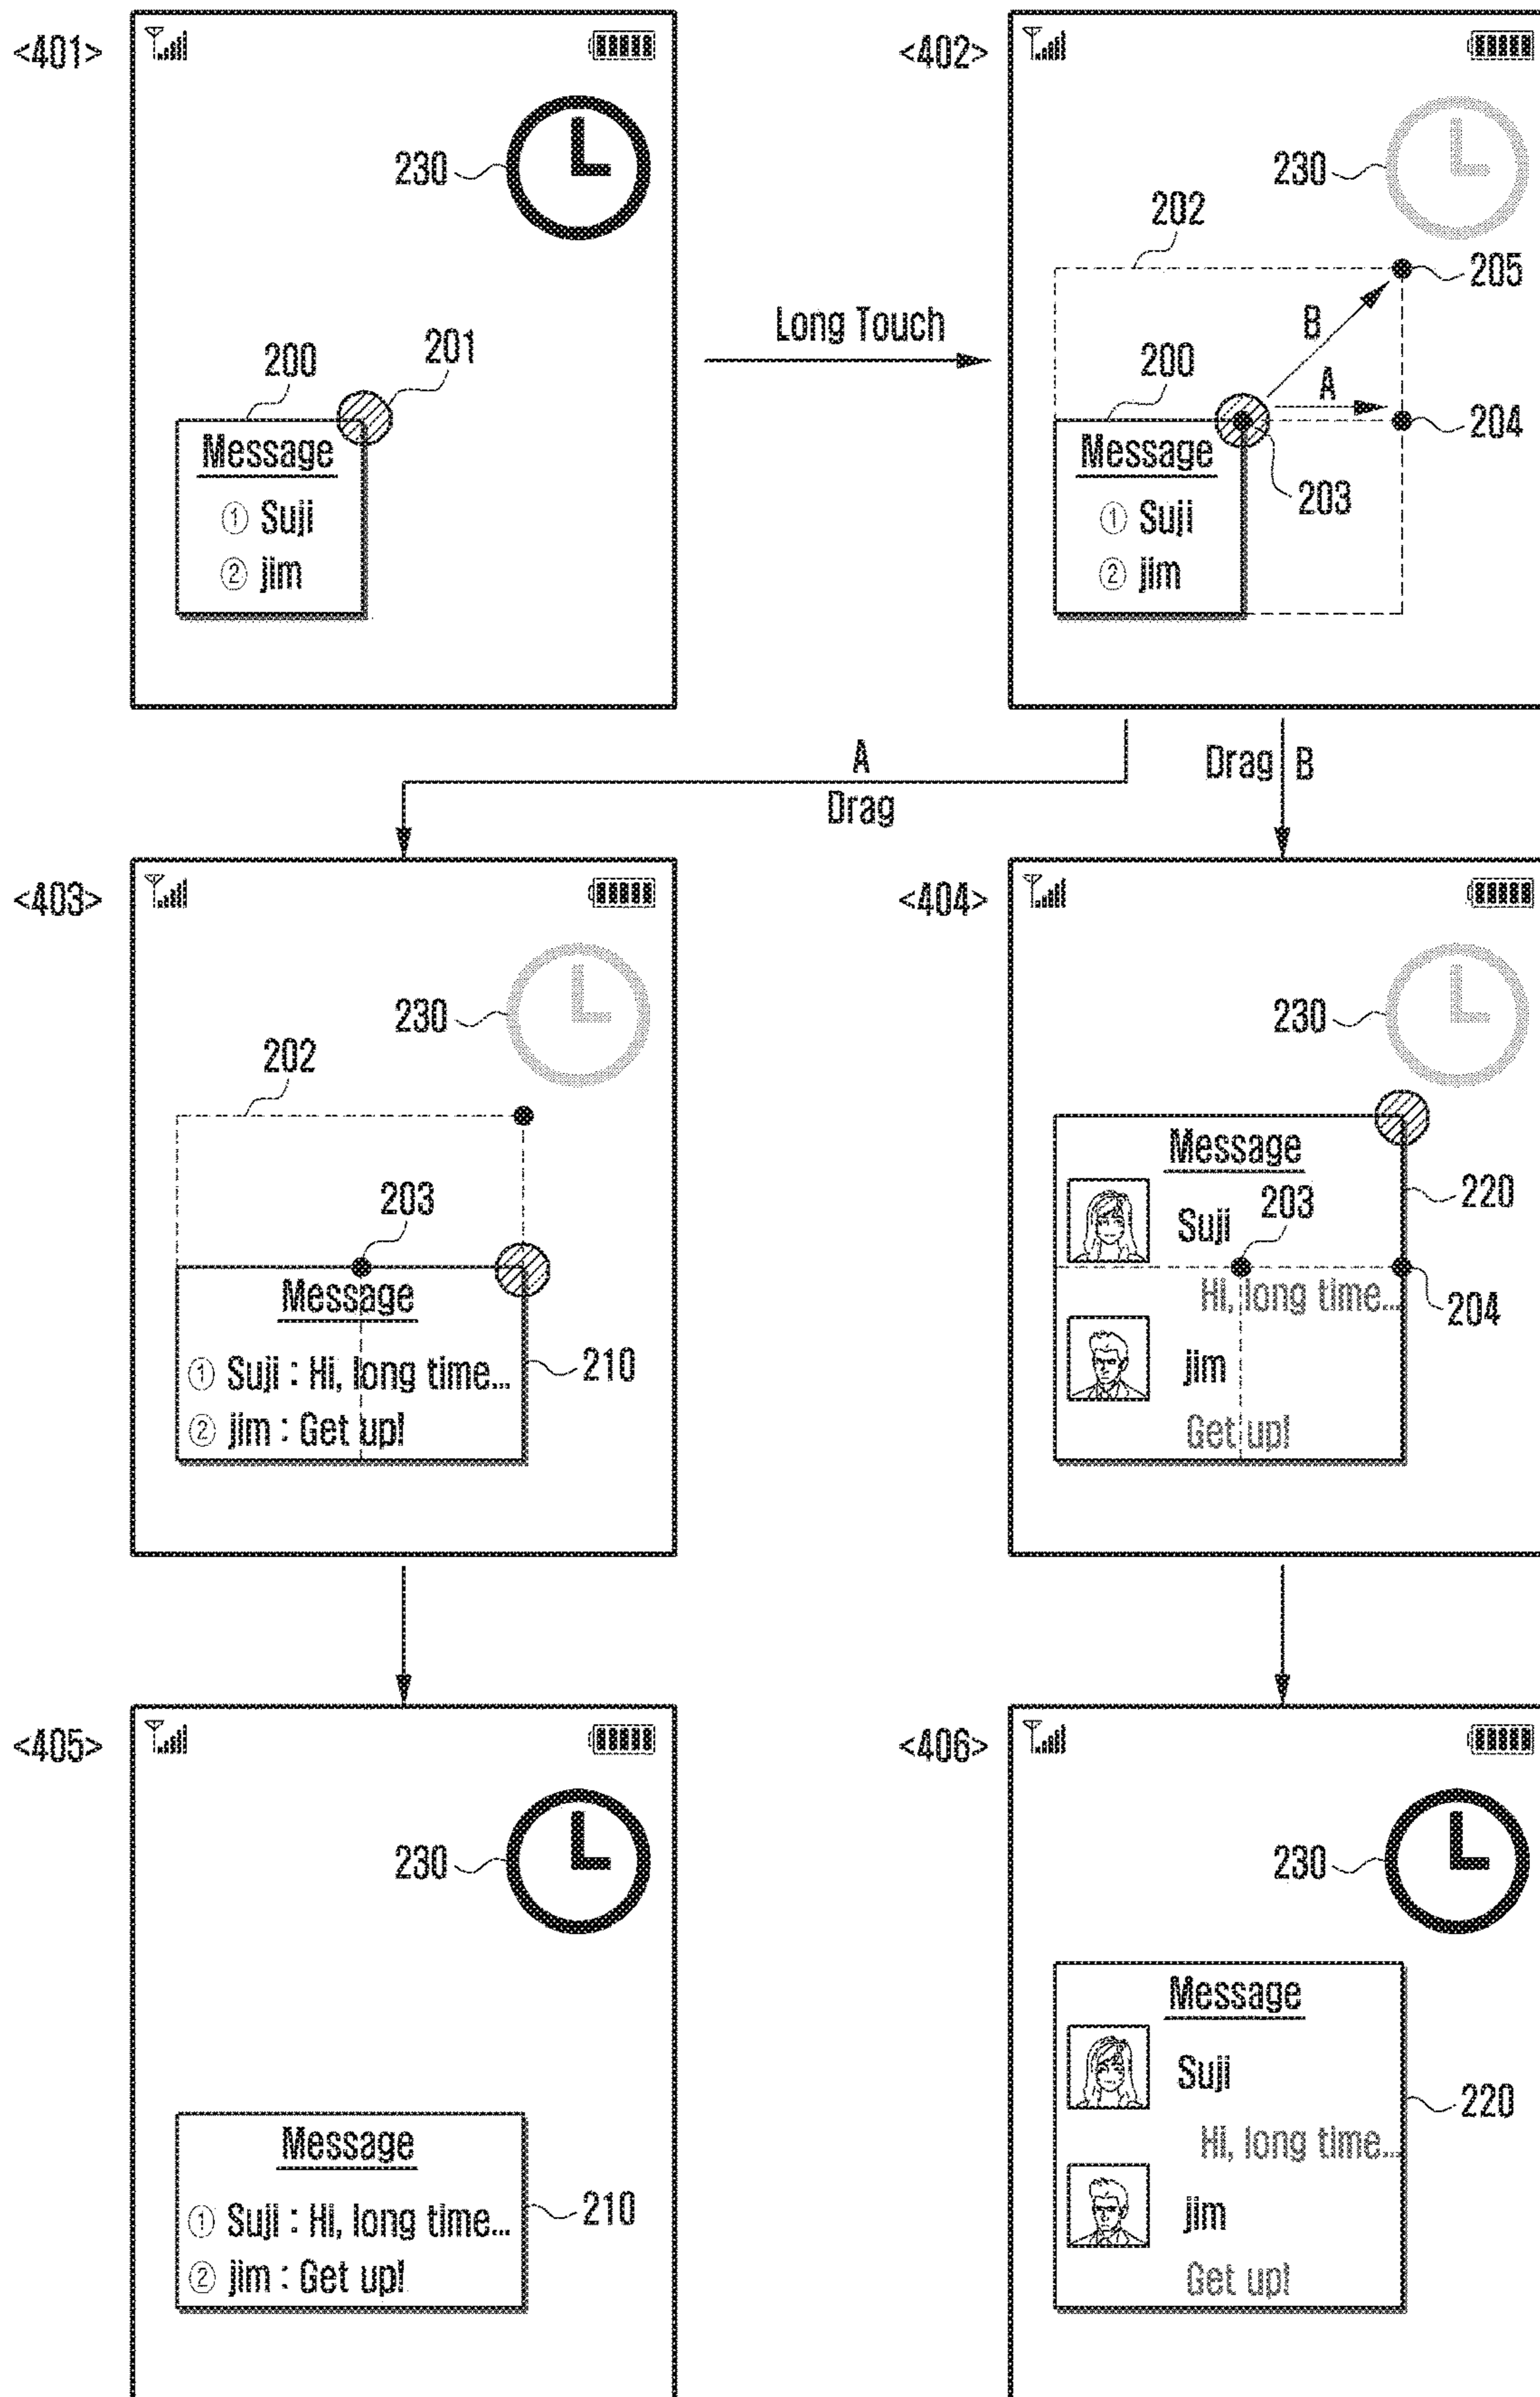 <401>
230
200
201
Message
① Suji
② jim
Long Touch
<402>
230
202
205
B
200
A
204
Message
203
① Suji
② jim
A
Drag
Drag B
<403>
230
202
203
Message
① Suji : Hi, long time...
210
② jim : Get up!
<404>
230
Message
220
Suji
203
Hi, long time...
204
jim
Get up!
<405>
230
Message
① Suji : Hi, long time...
210
② jim : Get up!
<406>
230
Message
Suji
220
Hi, long time...
jim
Get up!